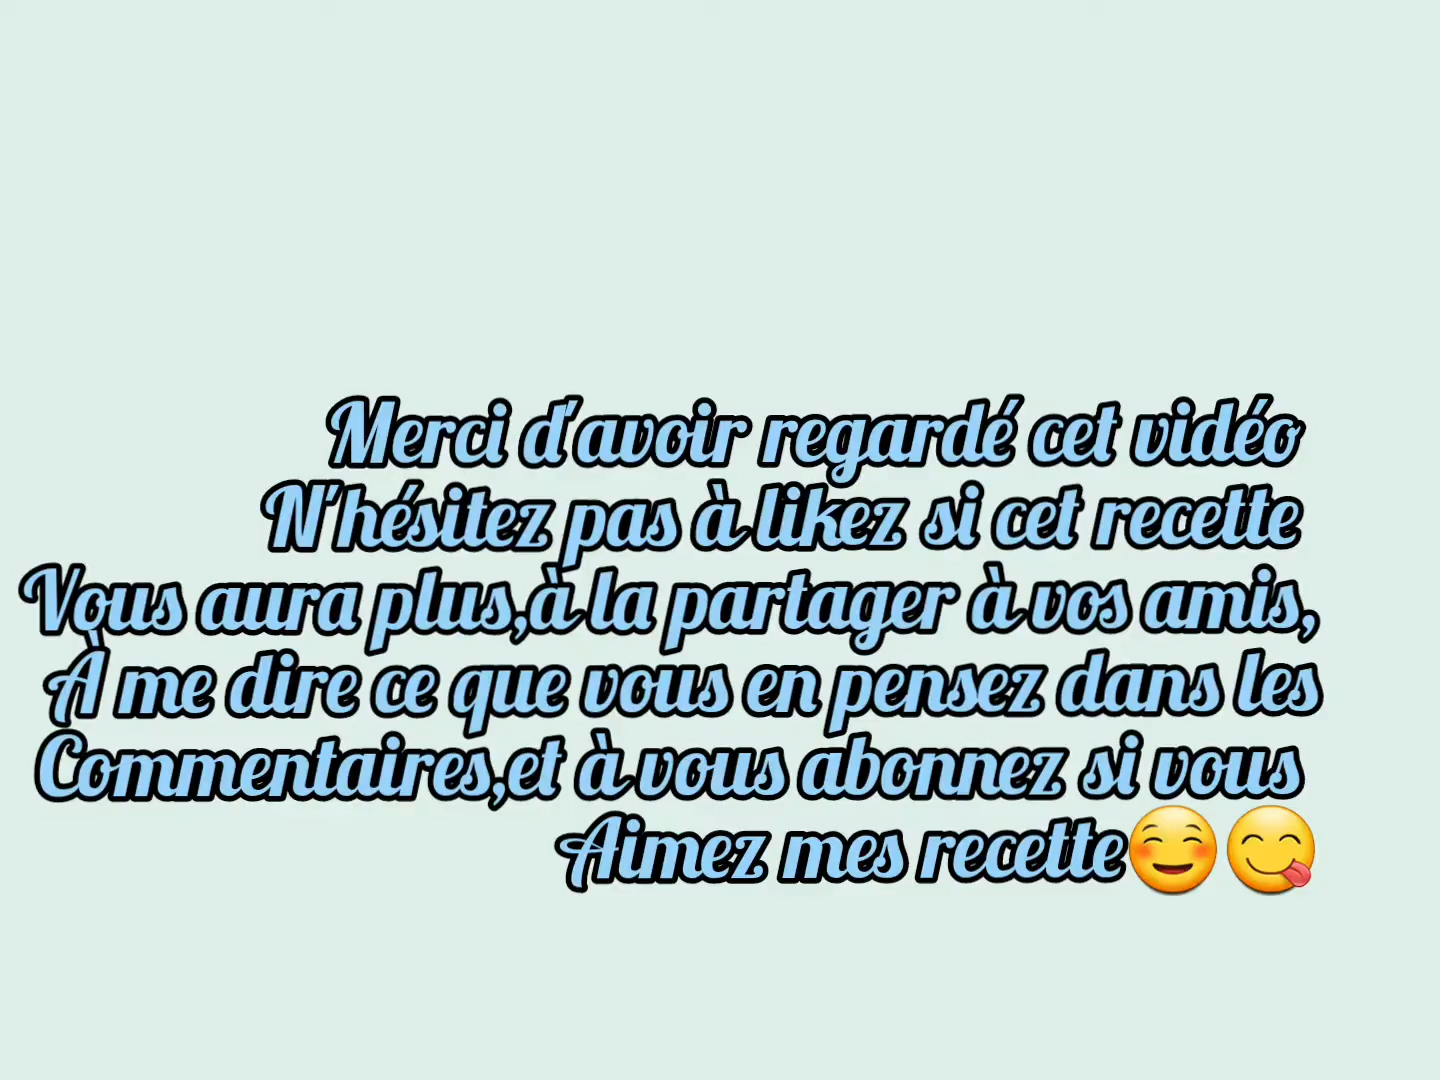 Merci d'avoir regardé cet vidéo
N'hésitez pas à likez si cet recette
Vous aura plus,à la partager à vos amis,
À me dire ce que vous en pensez dans les
Commentaires,et à vous abonnez si vous
Aimez mes recette☺️😋